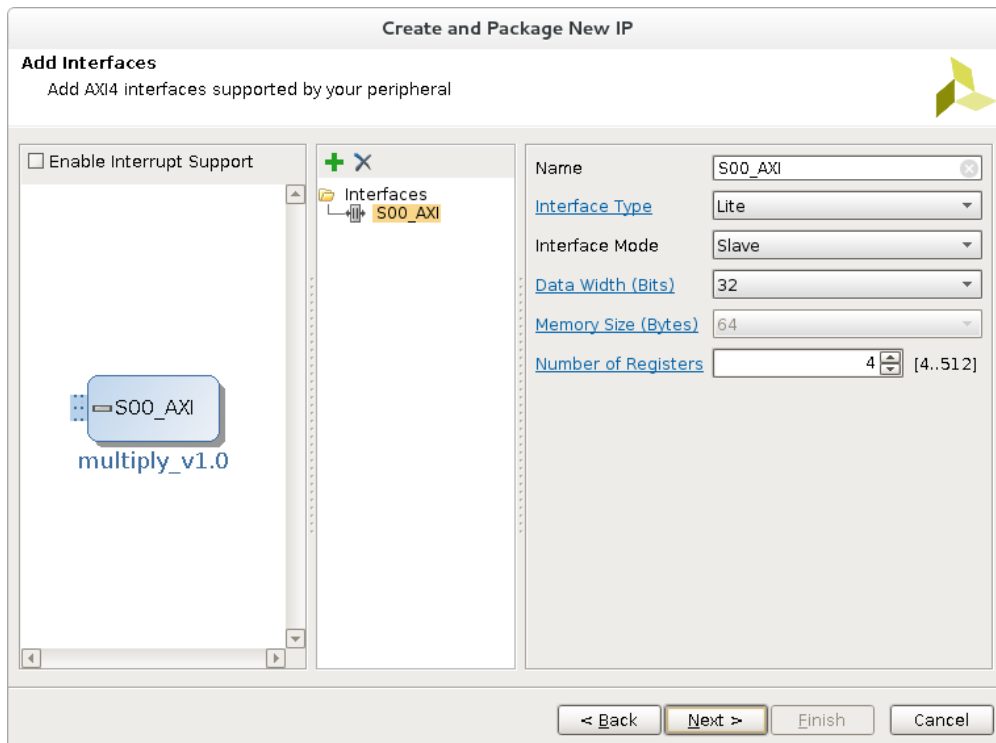 Create and Package New IP
Add Interfaces
Add AXI4 interfaces supported by your peripheral
Enable Interrupt Support
S00_AXI
multiply_v1.0
Interfaces
S00_AXI
Name S00_AXI
Interface Type Lite
Interface Mode Slave
Data Width (Bits) 32
Memory Size (Bytes) 64
Number of Registers 4 [4..512]
< Back Next > Finish Cancel